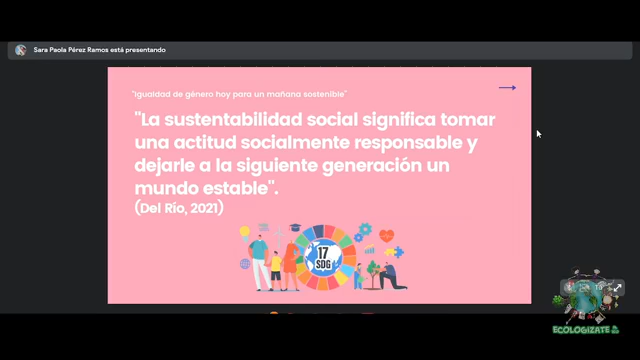 Sara Paola Pérez Ramos está presentando
"Igualdad de género hoy para un mañana sostenible"
"La sustentabilidad social significa tomar
una actitud socialmente responsable y
dejarle a la siguiente generación un
mundo estable".
(Del Río, 2021)
17
SDG
ECOLOGIZATE